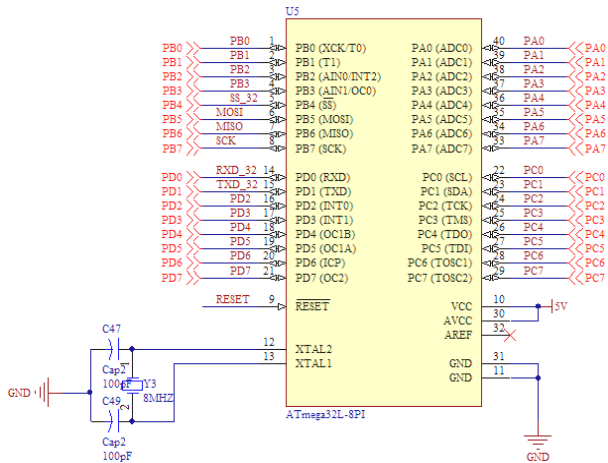 U5
PB0 PB0 1 PB0 (XCK/T0) PA0 (ADC0) 40 PA0 PA0
PB1 PB1 2 PB1 (T1) PA1 (ADC1) 39 PA1 PA1
PB2 PB2 3 PB2 (AIN0/INT2) PA2 (ADC2) 38 PA2 PA2
PB3 PB3 4 PB3 (AIN1/OC0) PA3 (ADC3) 37 PA3 PA3
PB4 SS_32 5 PB4 (SS) PA4 (ADC4) 36 PA4 PA4
PB5 MOSI 6 PB5 (MOSI) PA5 (ADC5) 35 PA5 PA5
PB6 MISO 7 PB6 (MISO) PA6 (ADC6) 34 PA6 PA6
PB7 SCK 8 PB7 (SCK) PA7 (ADC7) 33 PA7 PA7
PD0 RXD_32 14 PD0 (RXD) PC0 (SCL) 22 PC0 PC0
PD1 TXD_32 15 PD1 (TXD) PC1 (SDA) 23 PC1 PC1
PD2 PD2 16 PD2 (INT0) PC2 (TCK) 24 PC2 PC2
PD3 PD3 17 PD3 (INT1) PC3 (TMS) 25 PC3 PC3
PD4 PD4 18 PD4 (OC1B) PC4 (TDO) 26 PC4 PC4
PD5 PD5 19 PD5 (OC1A) PC5 (TDI) 27 PC5 PC5
PD6 PD6 20 PD6 (ICP) PC6 (TOSC1) 28 PC6 PC6
PD7 PD7 21 PD7 (OC2) PC7 (TOSC2) 29 PC7 PC7
RESET 9 RESET VCC 10 5V
AVCC 30
AREF 32
C47 12 XTAL2
13 XTAL1 GND 31
GND 11
Cap2 1
100pF Y3
GND 8MHZ
C49 2
ATmega32L-8PI
Cap2
100pF
GND